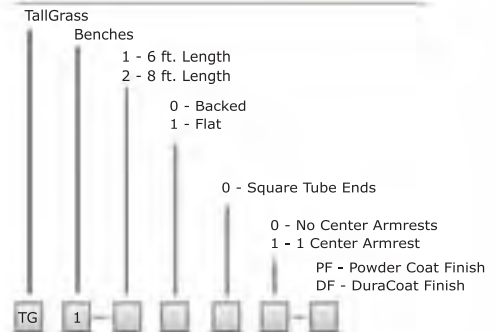 TallGrass
Benches
1 - 6 ft. Length
2 - 8 ft. Length
0 - Backed
1 - Flat
0 - Square Tube Ends
0 - No Center Armrests
1 - 1 Center Armrest
PF - Powder Coat Finish
DF - DuraCoat Finish
TG 1 - -